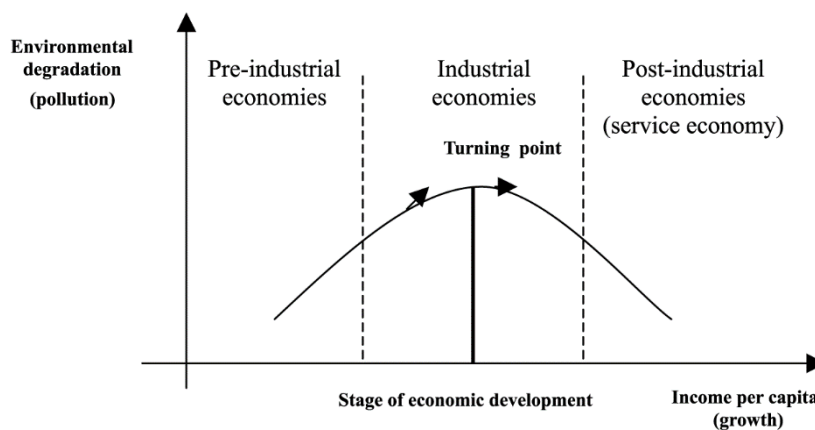 Environmental
degradation
(pollution)
Pre-industrial
economies
Industrial
economies
Post-industrial
economies
(service economy)
Turning point
Stage of economic development
Income per capita
(growth)